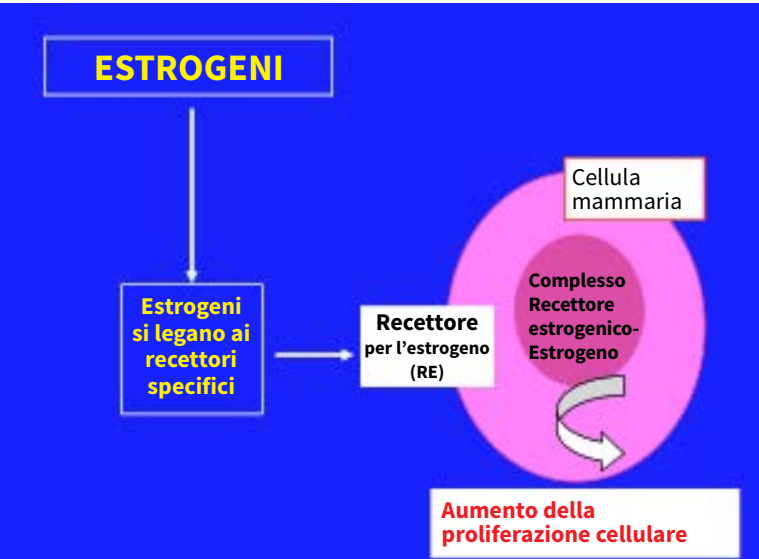 ESTROGENI
Cellula
mammaria
Estrogeni
si legano ai
recettori
specifici
Recettore
per l'estrogeno
(RE)
Complesso
Recettore
estrogenico-
Estrogeno
Aumento della
proliferazione cellulare